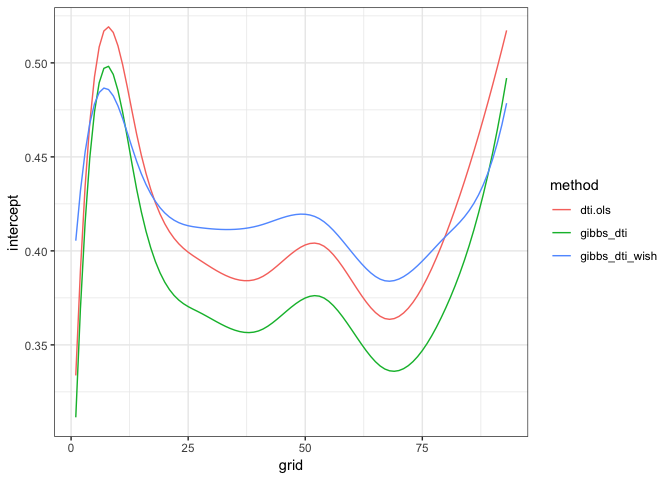 0.50
0.45
0.40
0.35
intercept
0
25
50
75
grid
method
dti.ols
gibbs_dti
gibbs_dti_wish